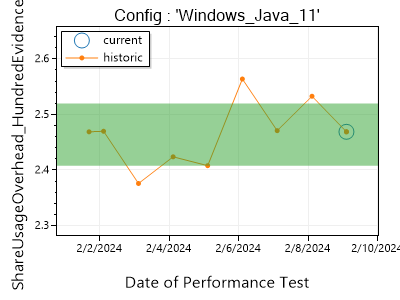 Config : 'Windows_Java_11'
ShareUsageOverhead_HundredEvidence
current
historic
2.6
2.5
2.4
2.3
2/2/2024 2/4/2024 2/6/2024 2/8/2024 2/10/2024
Date of Performance Test